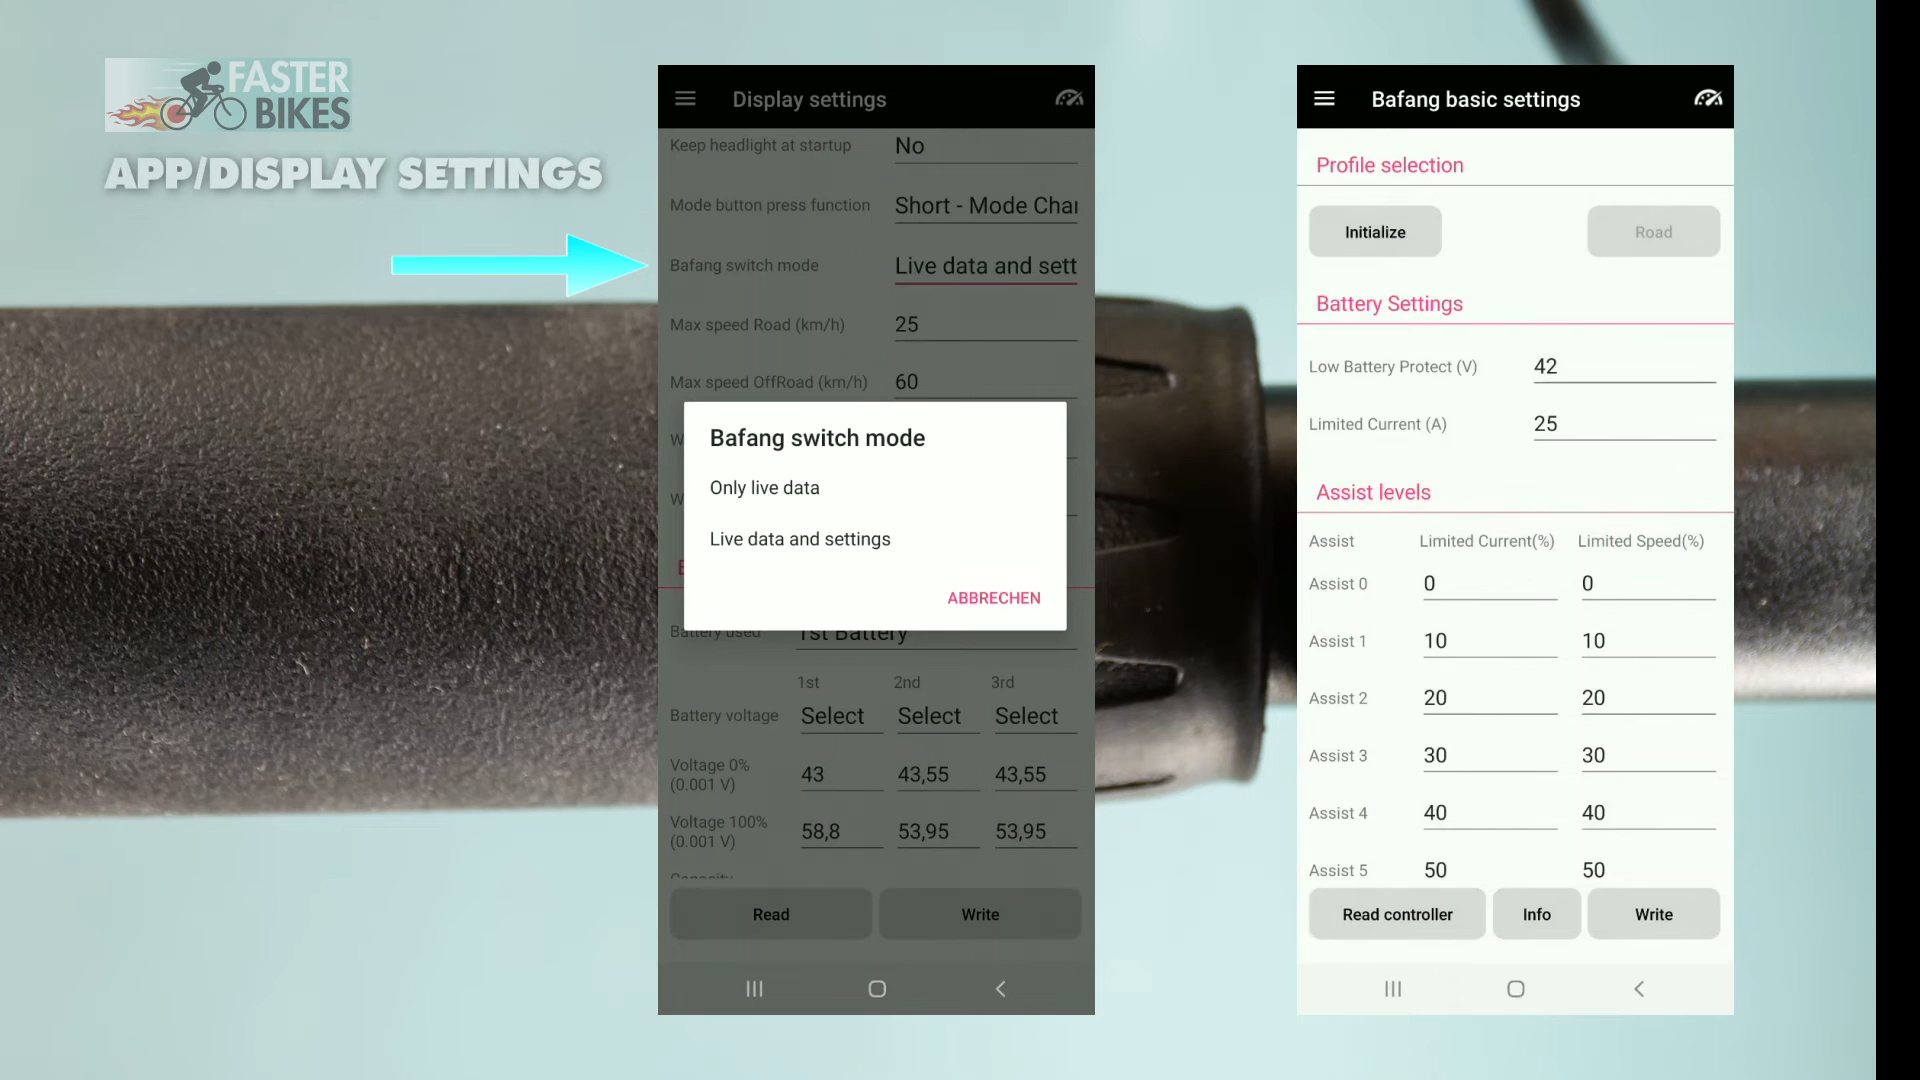 FASTER
BIKES
APP/DISPLAY SETTINGS
Display settings
Keep headlight at startup No
Mode button press function Short - Mode Chan
Bafang switch mode Live data and sett
Max speed Road (km/h) 25
Max speed OffRoad (km/h) 60
W
Bafang switch mode
Only live data
W
Live data and settings
ABBRECHEN
Battery used 1st Battery
1st 2nd 3rd
Battery voltage Select Select Select
Voltage 0% (0.001 V) 43 43,55 43,55
Voltage 100% (0.001 V) 58,8 53,95 53,95
Read Write
Bafang basic settings
Profile selection
Initialize Road
Battery Settings
Low Battery Protect (V) 42
Limited Current (A) 25
Assist levels
Assist Limited Current(%) Limited Speed(%)
Assist 0 0 0
Assist 1 10 10
Assist 2 20 20
Assist 3 30 30
Assist 4 40 40
Assist 5 50 50
Read controller Info Write